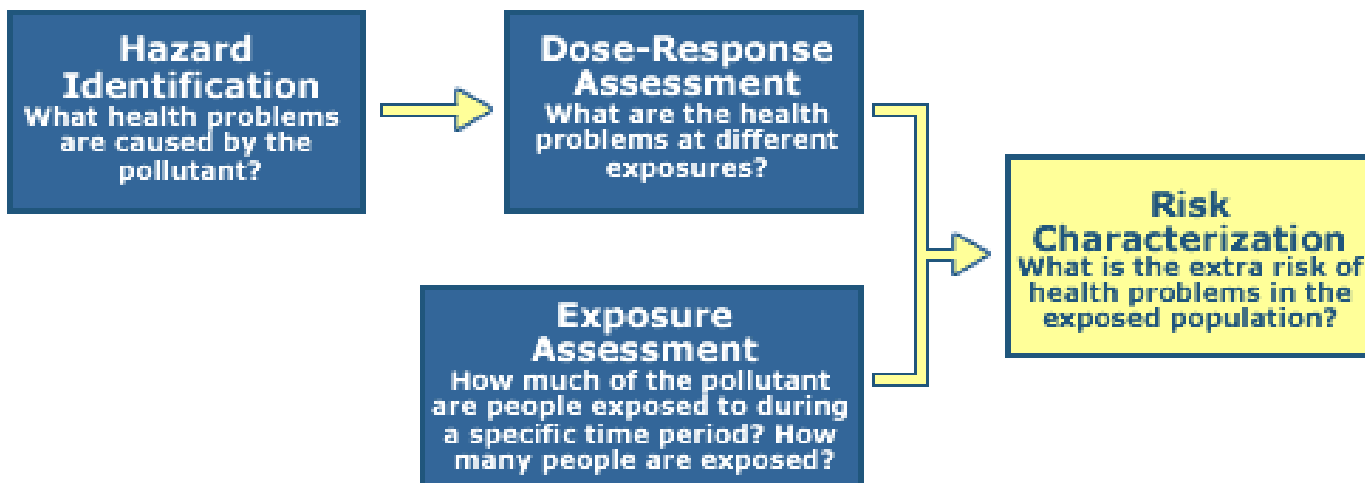 Hazard
Identification
What health problems
are caused by the
pollutant?
Dose-Response
Assessment
What are the health
problems at different
exposures?
Exposure
Assessment
How much of the pollutant
are people exposed to during
a specific time period? How
many people are exposed?
Risk
Characterization
What is the extra risk of
health problems in the
exposed population?